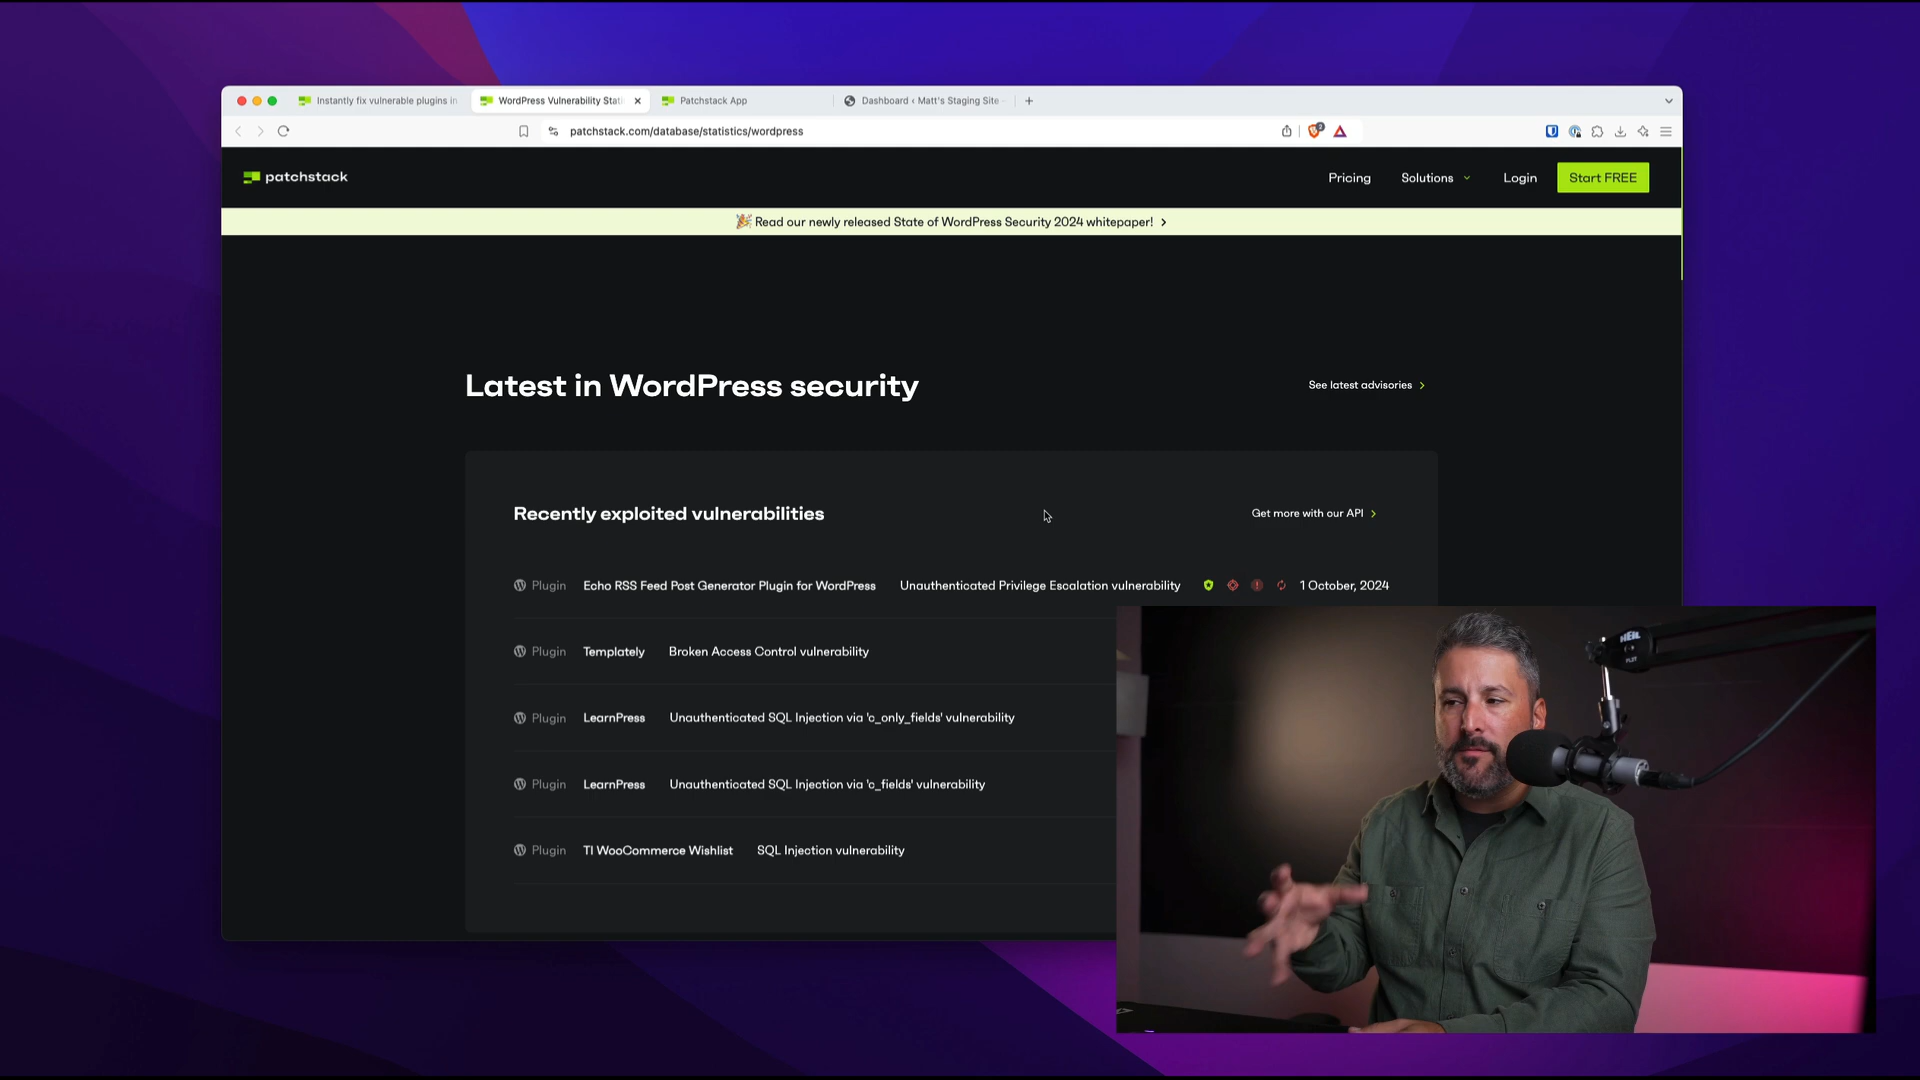 Instantly fix vulnerable plugins in
WordPress Vulnerability Stati
Patchstack App
Dashboard ‹ Matt's Staging Site
patchstack.com/database/statistics/wordpress
patchstack
Pricing
Solutions
Login
Start FREE
Read our newly released State of WordPress Security 2024 whitepaper!
Latest in WordPress security
See latest advisories
Recently exploited vulnerabilities
Get more with our API
Plugin Echo RSS Feed Post Generator Plugin for WordPress Unauthenticated Privilege Escalation vulnerability 1 October, 2024
Plugin Templately Broken Access Control vulnerability
Plugin LearnPress Unauthenticated SQL Injection via 'c_only_fields' vulnerability
Plugin LearnPress Unauthenticated SQL Injection via 'c_fields' vulnerability
Plugin TI WooCommerce Wishlist SQL Injection vulnerability
HEIL